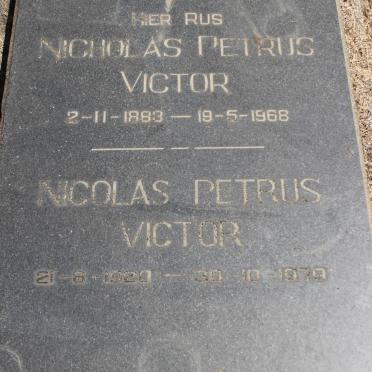 HIER RUS
NICHOLAS PETRUS
VICTOR
2-11-1893 — 19-5-1968
NICOLAS PETRUS
VICTOR
21-8-1920 — 30-10-1979